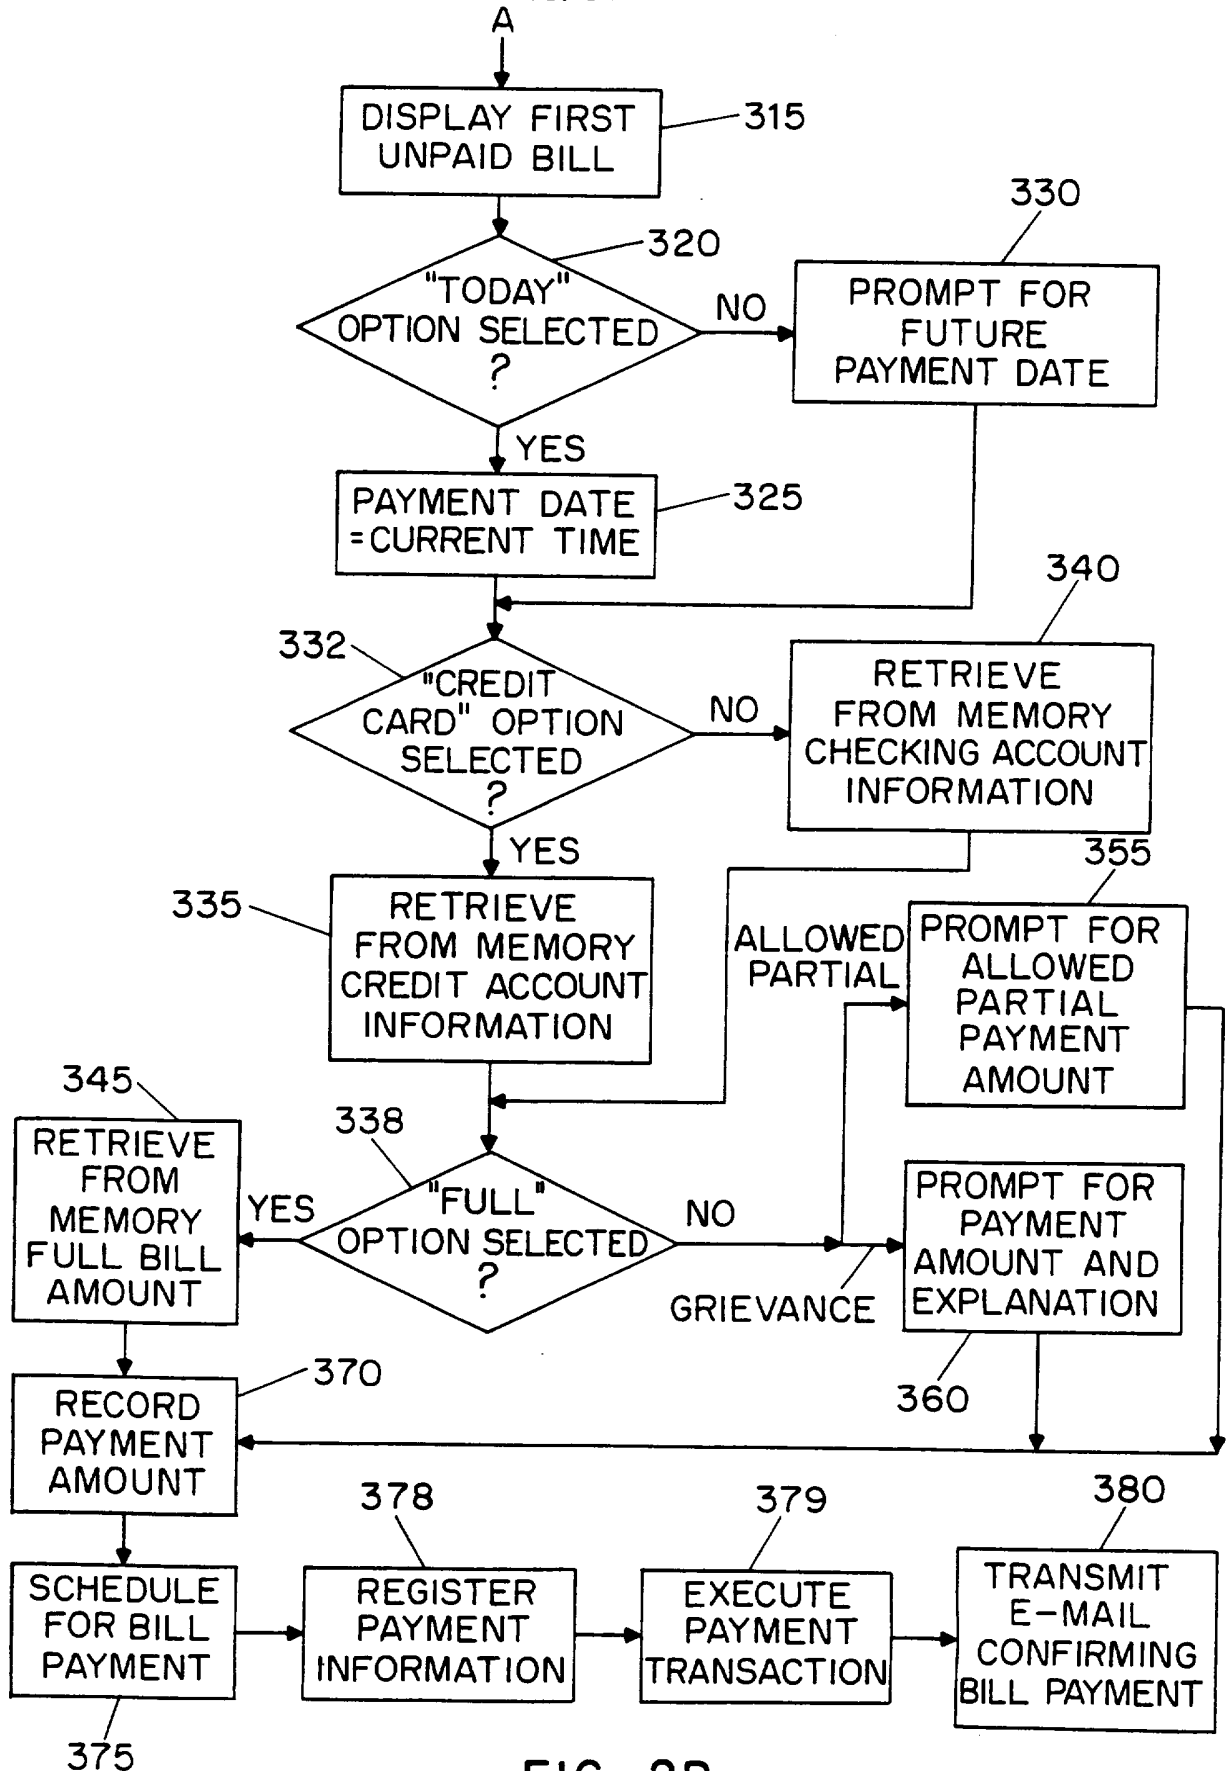 A
DISPLAY FIRST
UNPAID BILL
315
320
"TODAY"
OPTION SELECTED
?
NO
330
PROMPT FOR
FUTURE
PAYMENT DATE
YES
PAYMENT DATE
=CURRENT TIME
325
332
"CREDIT
CARD" OPTION
SELECTED
?
NO
340
RETRIEVE
FROM MEMORY
CHECKING ACCOUNT
INFORMATION
YES
335
RETRIEVE
FROM MEMORY
CREDIT ACCOUNT
INFORMATION
ALLOWED
PARTIAL
355
PROMPT FOR
ALLOWED
PARTIAL
PAYMENT
AMOUNT
345
RETRIEVE
FROM
MEMORY
FULL BILL
AMOUNT
YES
338
"FULL"
OPTION SELECTED
?
NO
GRIEVANCE
PROMPT FOR
PAYMENT
AMOUNT AND
EXPLANATION
360
370
RECORD
PAYMENT
AMOUNT
SCHEDULE
FOR BILL
PAYMENT
375
378
REGISTER
PAYMENT
INFORMATION
379
EXECUTE
PAYMENT
TRANSACTION
380
TRANSMIT
E-MAIL
CONFIRMING
BILL PAYMENT